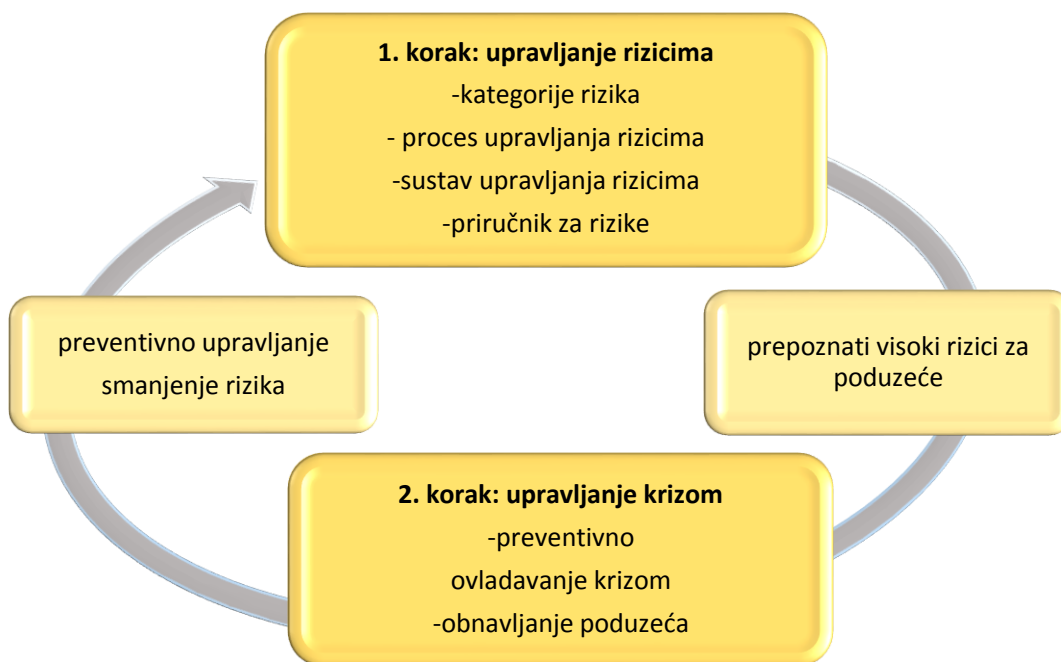 1. korak: upravljanje rizicima
-kategorije rizika
- proces upravljanja rizicima
-sustav upravljanja rizicima
-priručnik za rizike
preventivno upravljanje
smanjenje rizika
prepoznati visoki rizici za
poduzeće
2. korak: upravljanje krizom
-preventivno
ovladavanje krizom
-obnavljanje poduzeća